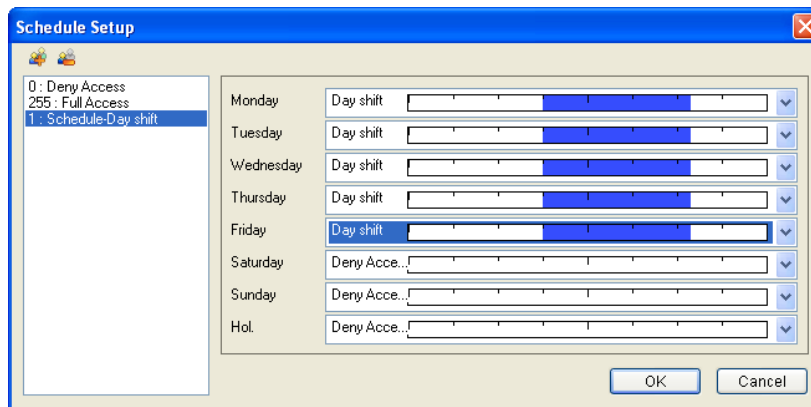 Schedule Setup
0 : Deny Access
255 : Full Access
1 : Schedule-Day shift
Monday Day shift
Tuesday Day shift
Wednesday Day shift
Thursday Day shift
Friday Day shift
Saturday Deny Acce...
Sunday Deny Acce...
Hol. Deny Acce...
OK Cancel